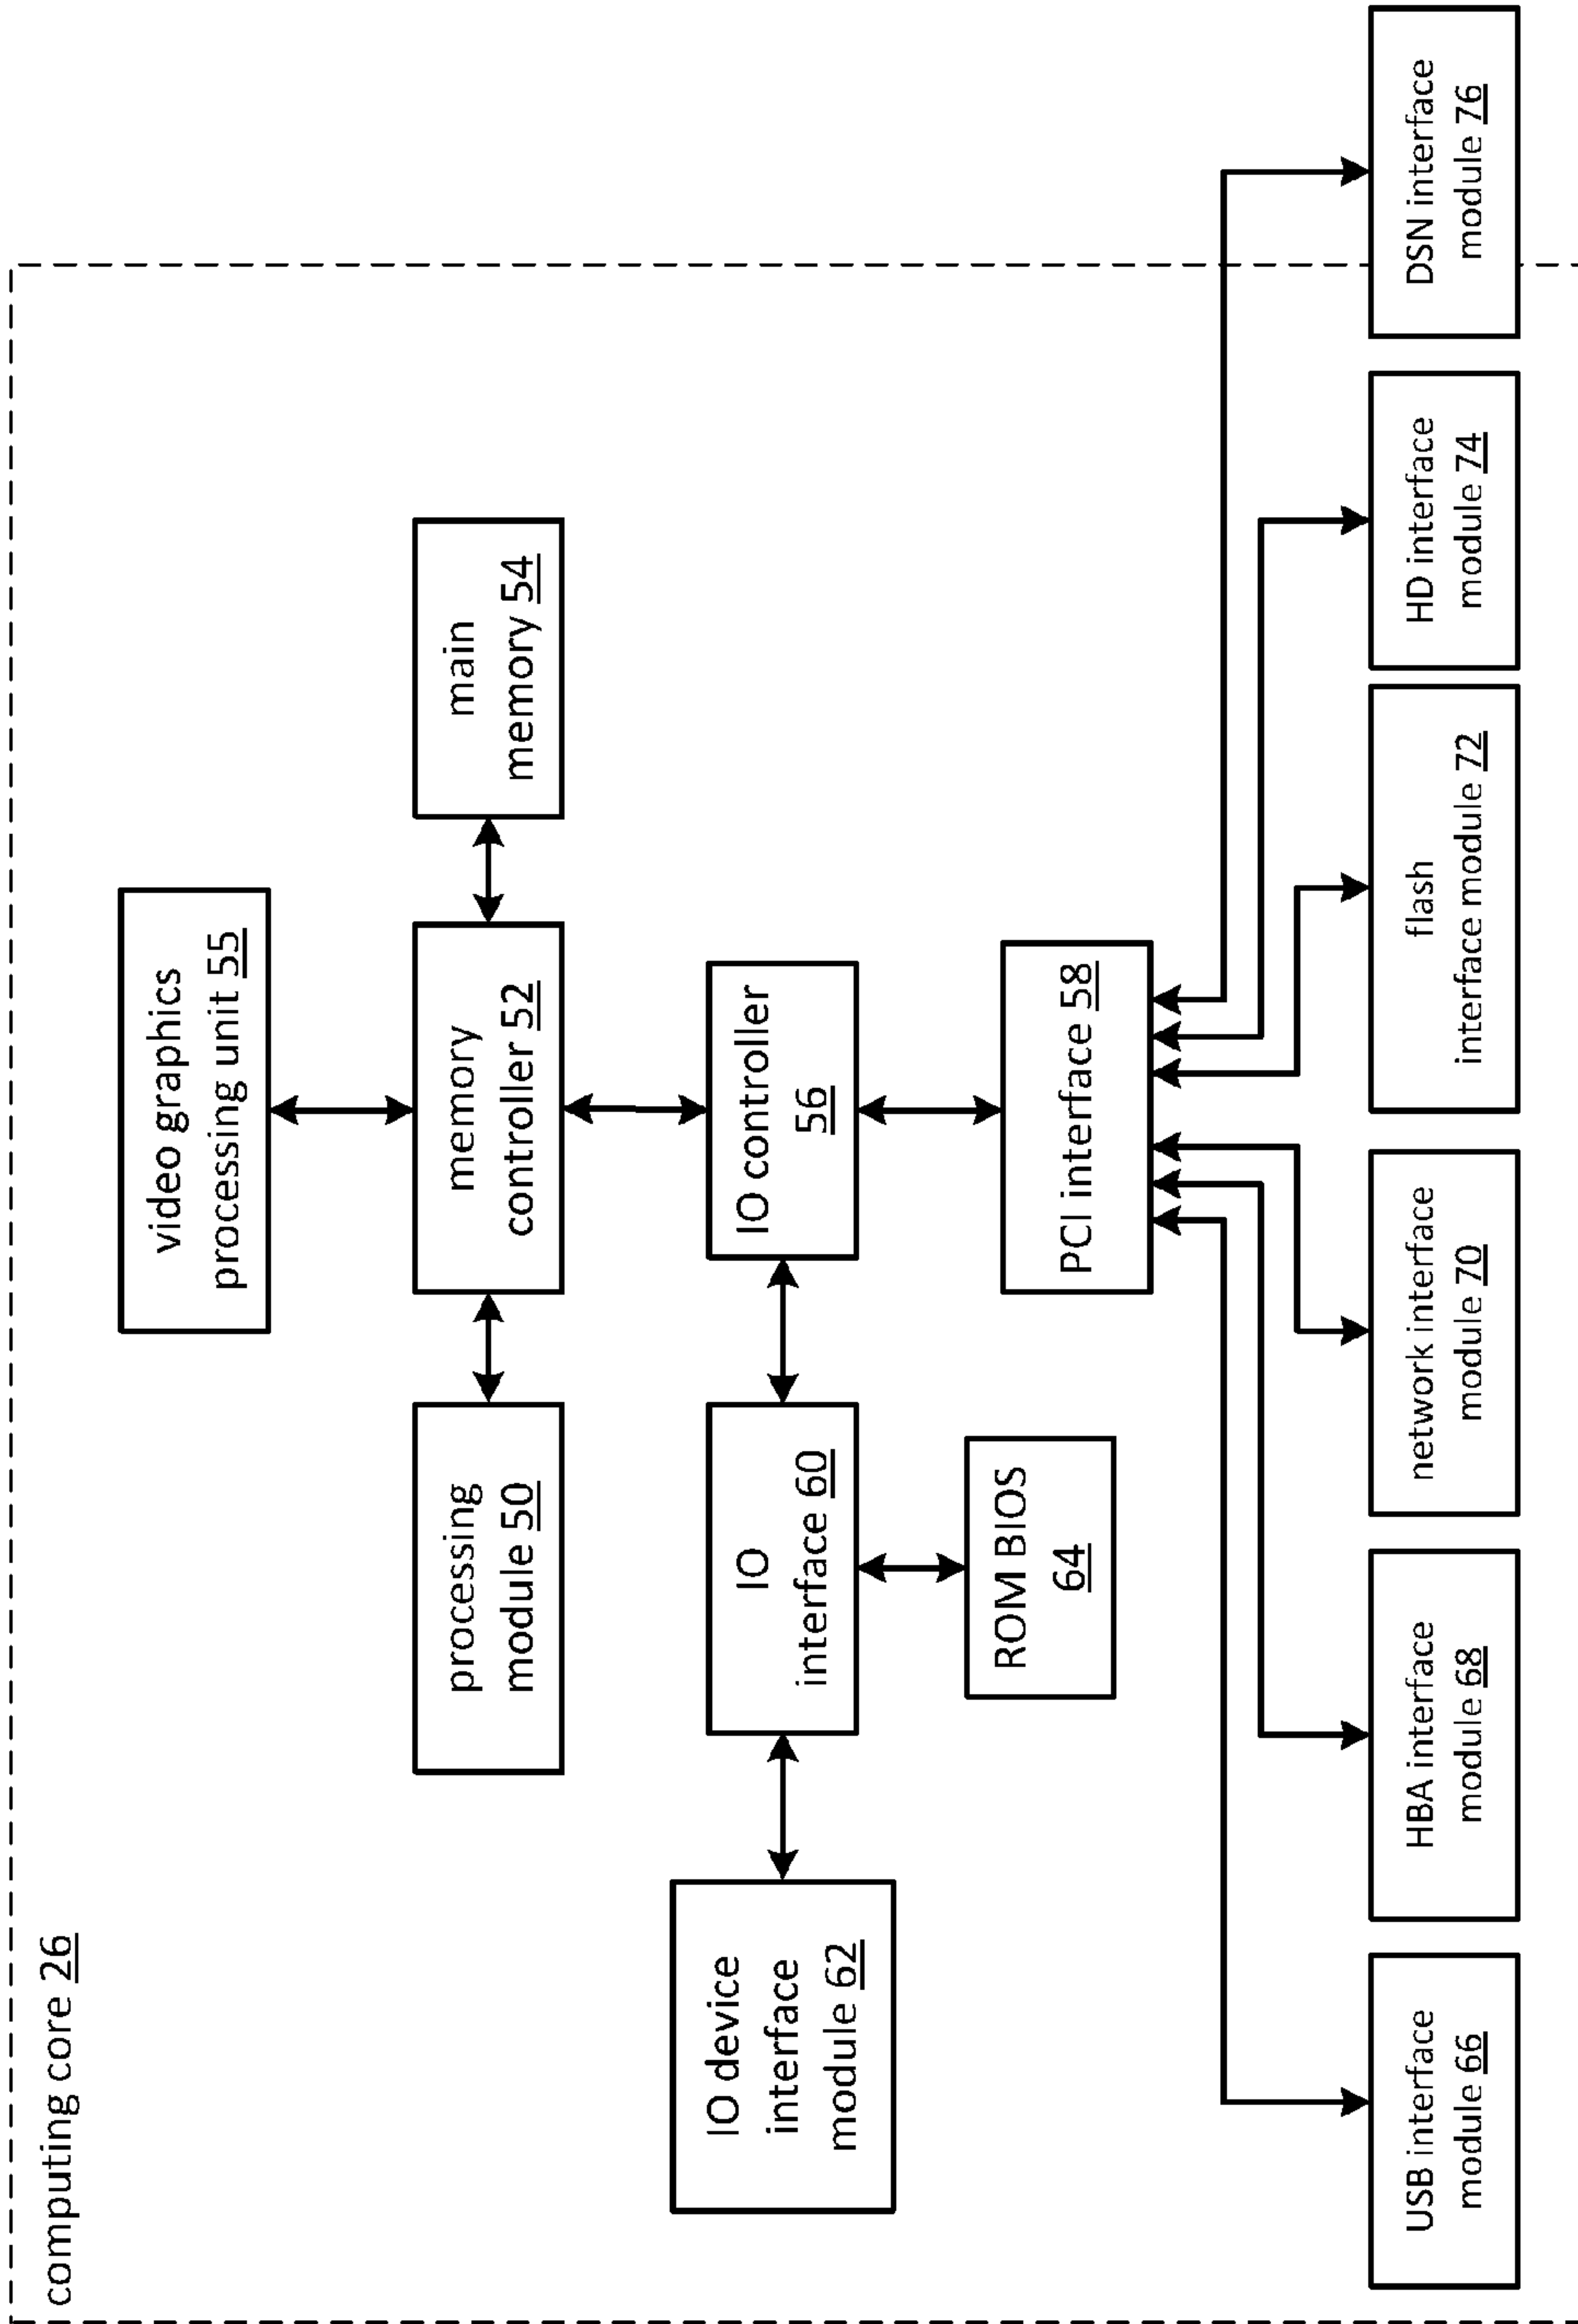 computing core 26
video graphics
processing unit 55
processing
module 50
memory
controller 52
main
memory 54
IO device
interface
module 62
IO
interface 60
IO controller
56
ROM BIOS
64
PCI interface 58
USB interface
module 66
HBA interface
module 68
network interface
module 70
flash
interface module 72
HD interface
module 74
DSN interface
module 76